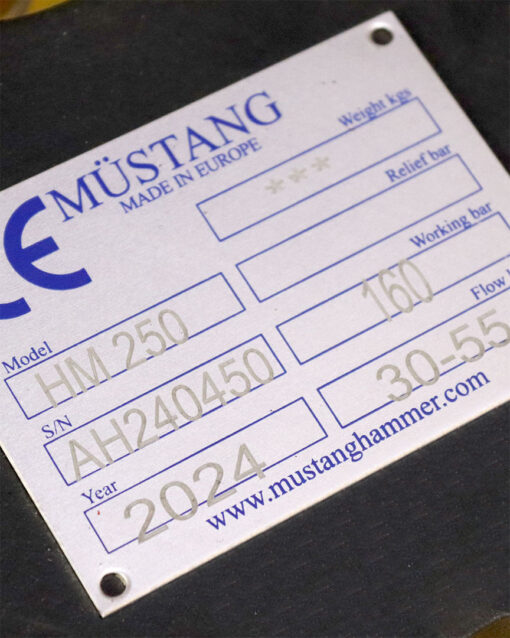 MÜSTANG
MADE IN EUROPE
CE
Weight kgs
***
Relief bar
Model
HM 250
Working bar
160
S/N
AH240450
Flow
30-55
Year
2024
www.mustanghammer.com